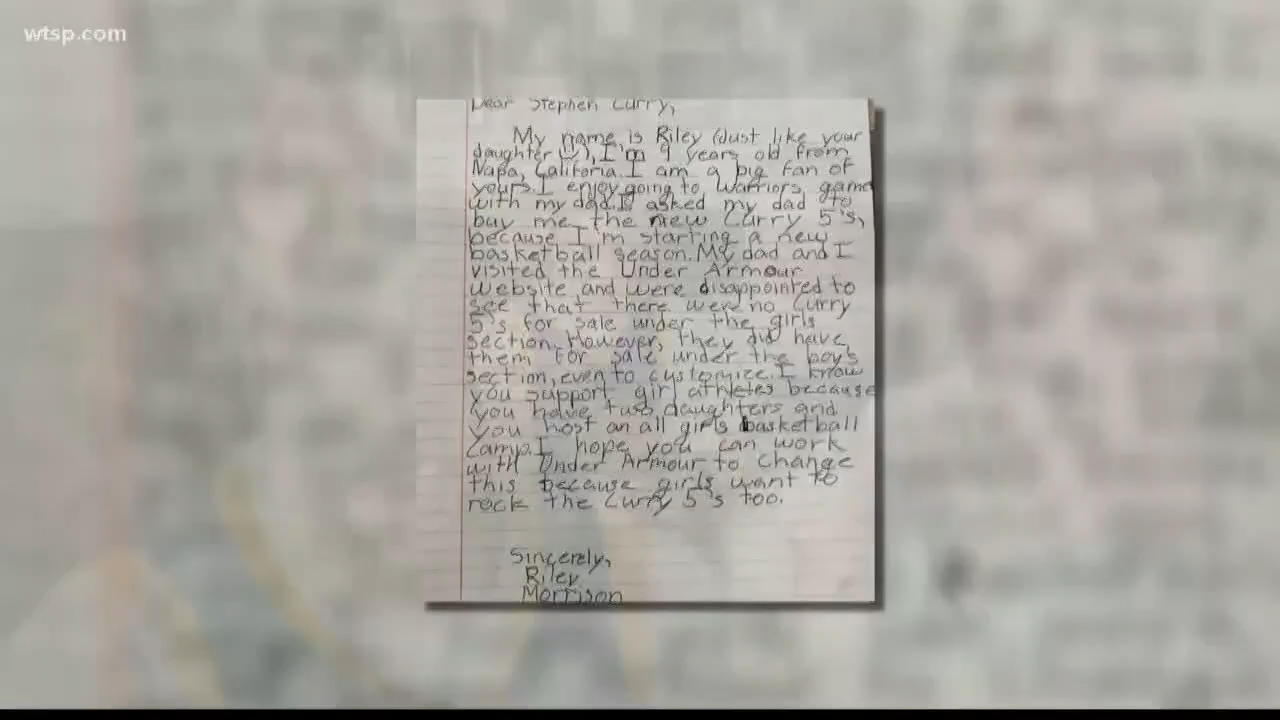 wtsp.com
Dear Stephen Curry,
My name is Riley (Just like your
daughter :)), I'm 9 years old from
Napa, Califoria. I am a big fan of
yours. I enjoy going to Warriors game
with my dad. I asked my dad to
buy me the new Curry 5's,
because I'm starting a new
basketball season. My dad and I
visited the Under Armour
website and were disappointed to
see that there were no Curry
5's for sale under the girls
section. However, they did have
them for sale under the boy's
section, even to customize. I know
you support girl athletes because
you have two daughters and
you host an all girls basketball
camp. I hope you can work
with Under Armour to change
this because girls want to
rock the Curry 5's too.
Sincerely,
Riley
Morrison